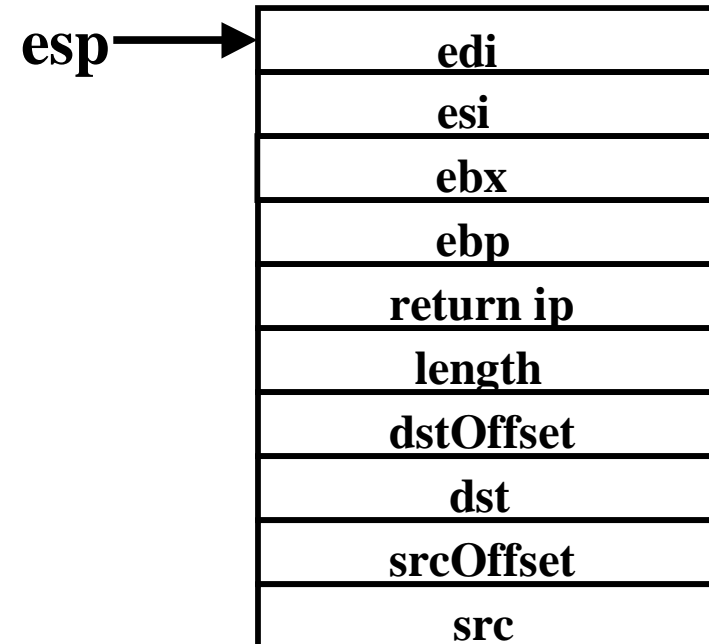 esp
edi
esi
ebx
ebp
return ip
length
dstOffset
dst
srcOffset
src